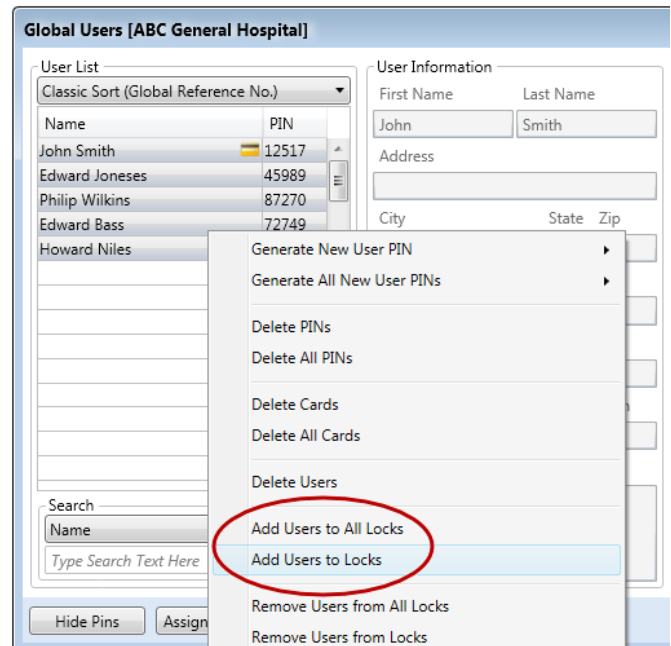 Global Users [ABC General Hospital]
User List
Classic Sort (Global Reference No.)
Name PIN
John Smith 12517
Edward Joneses 45989
Philip Wilkins 87270
Edward Bass 72749
Howard Niles
Search
Name
Type Search Text Here
Hide Pins Assign
User Information
First Name Last Name
John Smith
Address
City State Zip
Generate New User PIN
Generate All New User PINs
Delete PINs
Delete All PINs
Delete Cards
Delete All Cards
Delete Users
Add Users to All Locks
Add Users to Locks
Remove Users from All Locks
Remove Users from Locks